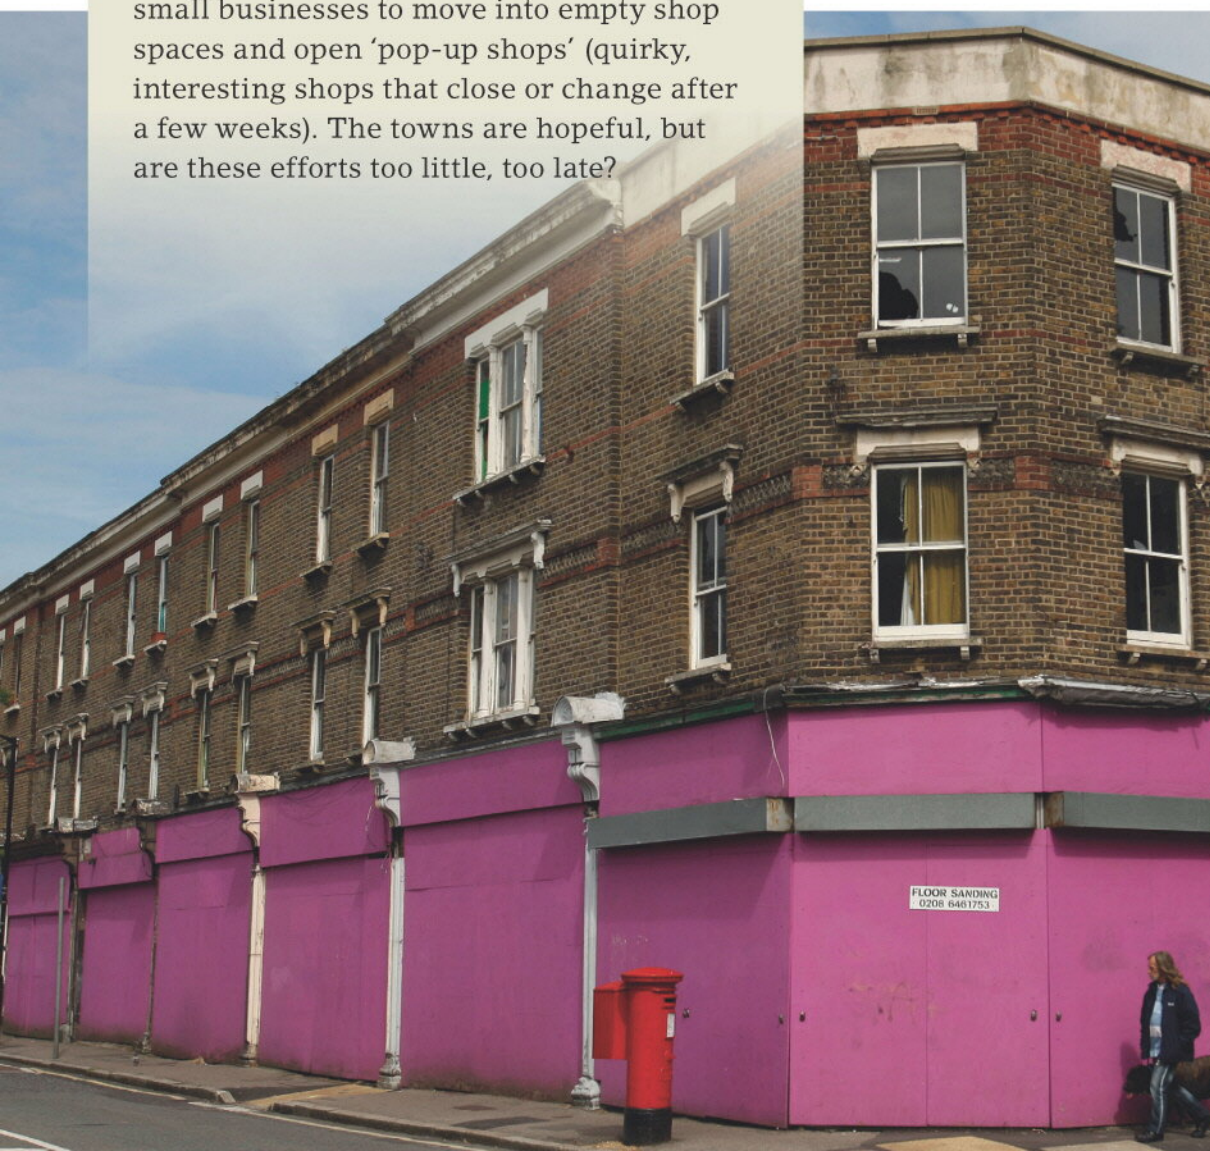 small businesses to move into empty shop
spaces and open ‘pop-up shops’ (quirky,
interesting shops that close or change after
a few weeks). The towns are hopeful, but
are these efforts too little, too late?
FLOOR SANDING
0208 6461753